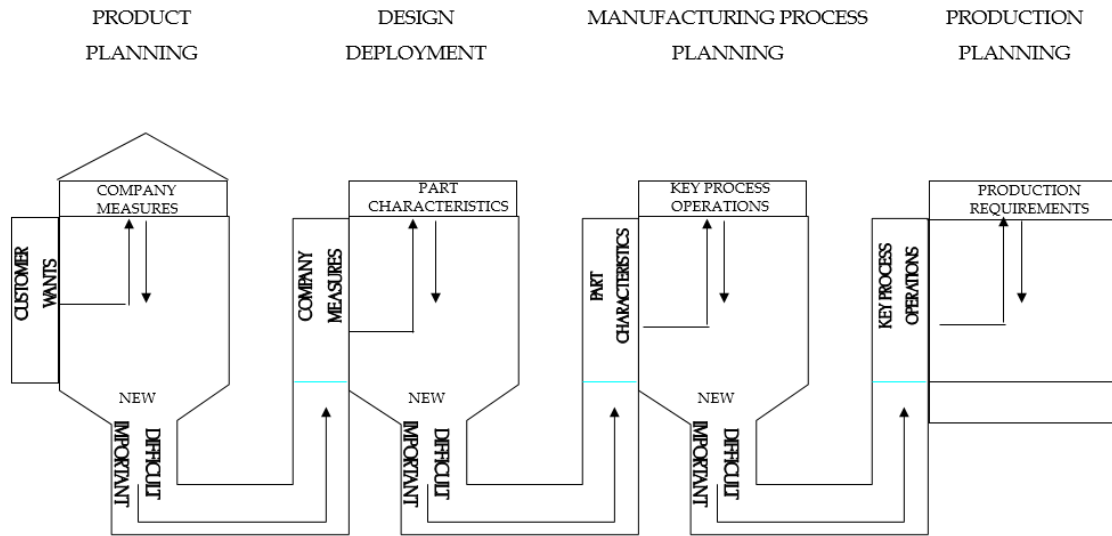 PRODUCT
PLANNING
DESIGN
DEPLOYMENT
MANUFACTURING PROCESS
PLANNING
PRODUCTION
PLANNING
COMPANY
MEASURES
CUSTOMER
WANTS
NEW
IMPORTANT
DIFFICULT
PART
CHARACTERISTICS
COMPANY
MEASURES
NEW
IMPORTANT
DIFFICULT
KEY PROCESS
OPERATIONS
PART
CHARACTERISTICS
NEW
IMPORTANT
DIFFICULT
PRODUCTION
REQUIREMENTS
KEY PROCESS
OPERATIONS